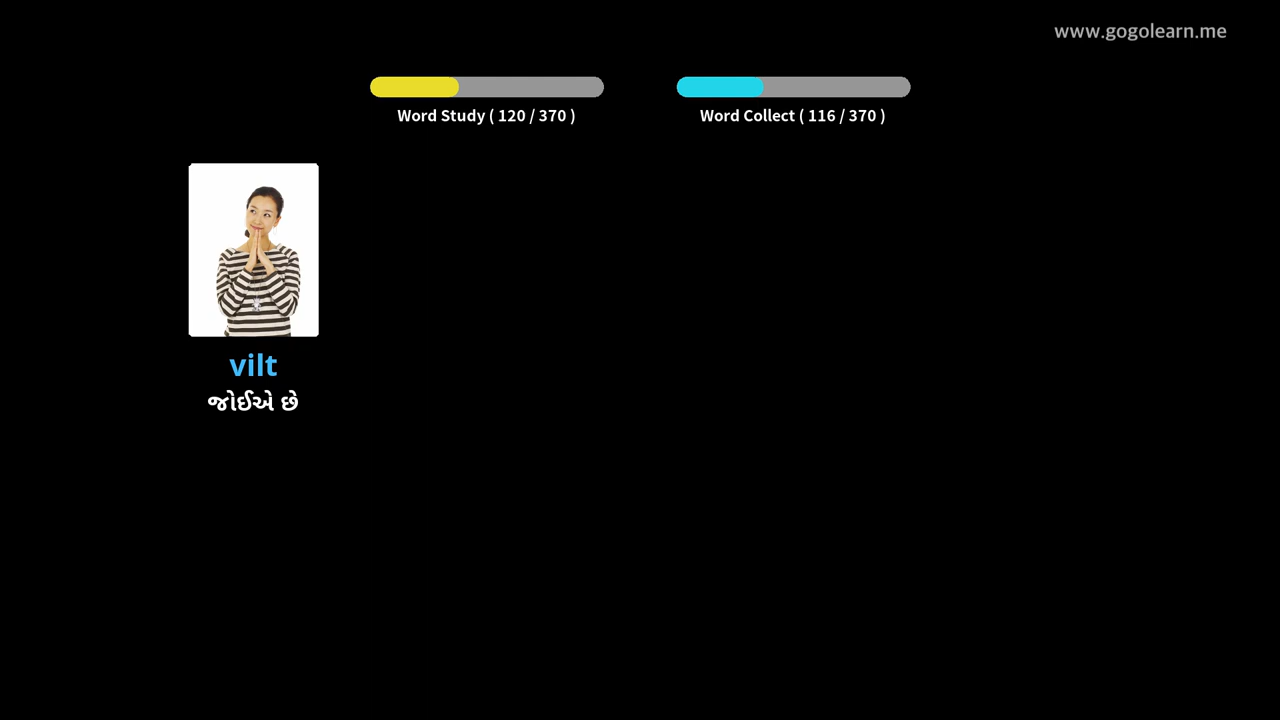 www.gogolearn.me
Word Study ( 120 / 370 )
Word Collect ( 116 / 370 )
vilt
જોઈએ છે